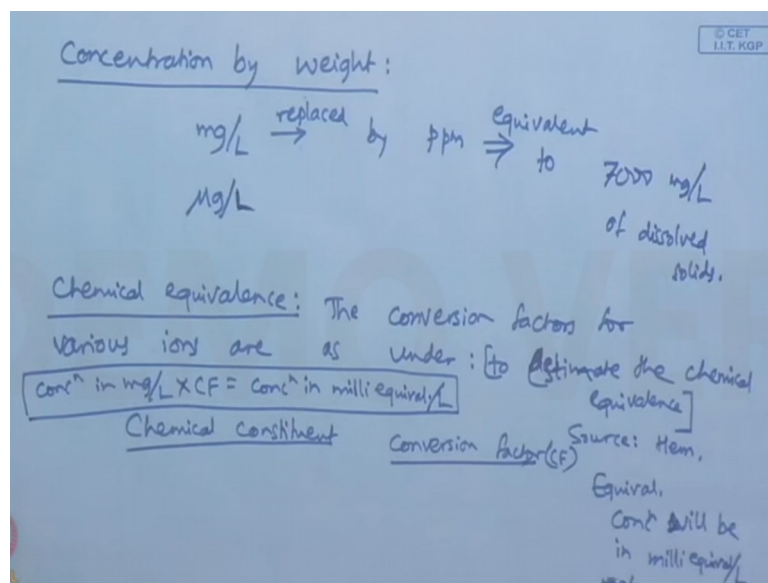 © CET
I.I.T. KGP
Concentration by weight:
mg/L → replaced by ppm ⇒ equivalent to 7000 mg/L
of dissolved
solids.
µg/L
Chemical equivalence: The conversion factors for
various ions are as under: [to estimate the chemical
equivalence]
concⁿ in mg/L × CF = Concⁿ in milli equival./L
Chemical constituent Conversion factor (CF)
Source: Hem,
Equival.
Concⁿ will be
in milli equival/L